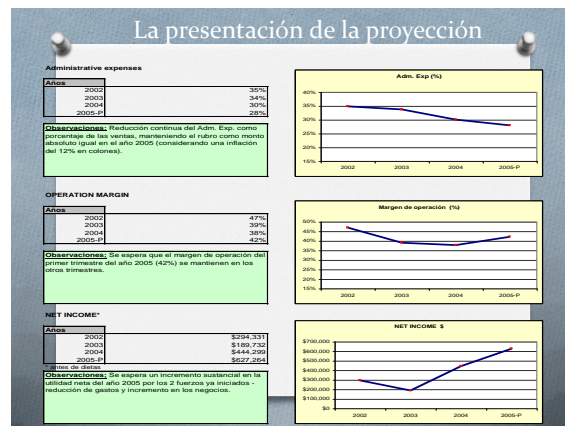 La presentación de la proyección
Administrative expenses
Años
2002 35%
2003 34%
2004 30%
2005-P 28%
Observaciones: Reducción continua del Adm. Exp. como
porcentaje de las ventas, manteniendo el rubro como monto
absoluto igual en el año 2005 (considerando una inflación
del 12% en colones).
Adm. Exp (%)
40%
35%
30%
25%
20%
15%
2002 2003 2004 2005-P
OPERATION MARGIN
Años
2002 47%
2003 39%
2004 38%
2005-P 42%
Observaciones: Se espera que el margen de operación del
primer trimestre del año 2005 (42%) se mantienen en los
otros trimestres.
Margen de operación (%)
50%
45%
40%
35%
30%
25%
20%
15%
2002 2003 2004 2005-P
NET INCOME*
Años
2002 $294,331
2003 $189,732
2004 $444,299
2005-P $627,264
* antes de dietas
Observaciones: Se espera un incremento sustancial en la
utilidad neta del año 2005 por los 2 fuerzos ya iniciados -
reducción de gastos y incremento en los negocios.
NET INCOME $
$700,000
$600,000
$500,000
$400,000
$300,000
$200,000
$100,000
$0
2002 2003 2004 2005-P